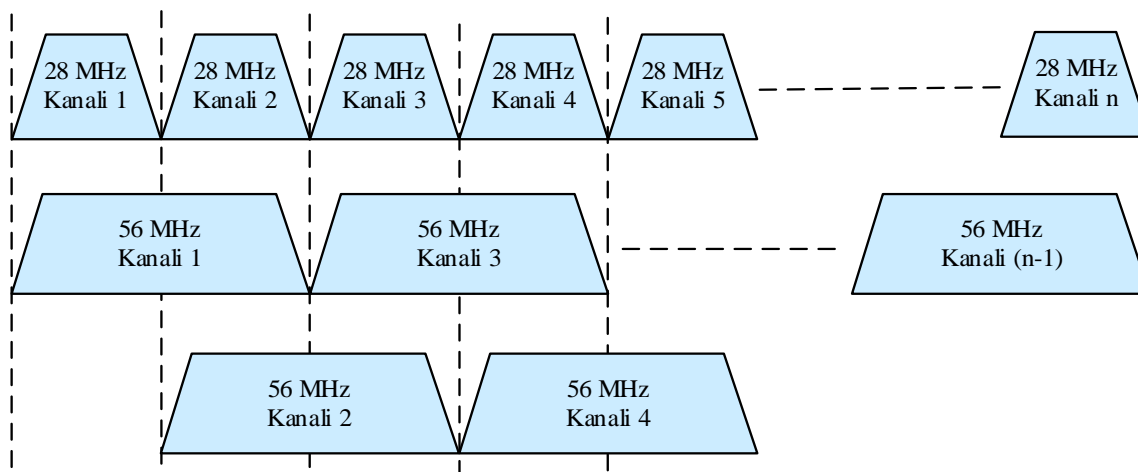 28 MHz
Kanali 1
28 MHz
Kanali 2
28 MHz
Kanali 3
28 MHz
Kanali 4
28 MHz
Kanali 5
28 MHz
Kanali n
56 MHz
Kanali 1
56 MHz
Kanali 3
56 MHz
Kanali (n-1)
56 MHz
Kanali 2
56 MHz
Kanali 4